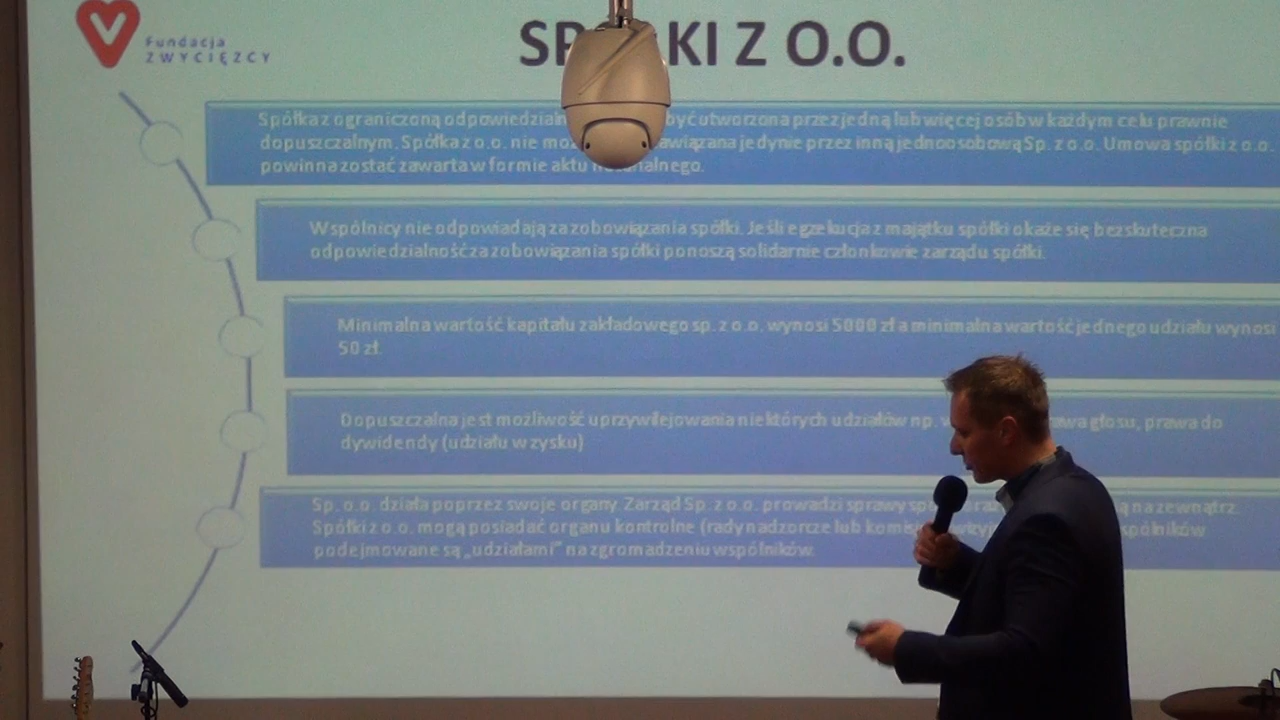 Fundacja
ZWYCIĘZCY
KI Z O.O.
Spółka z ograniczoną być utworzona przez jedną lub więcej osób w każdym celu prawnie
dopuszczalnym. Spółka z o.o. nie jedynie przez inną jednoosobową Sp. z o.o. Umowa spółki z o.o.
powinna zostać zawarta w formie aktu
Wspólnicy nie odpowiadają za zobowiązania spółki. Jeśli egzekucja z majątku spółki okaże się bezskuteczna
odpowiedzialność za zobowiązania spółki ponoszą solidarnie członkowie zarządu spółki.
Minimalna wartość kapitału zakładowego sp. z o.o. wynosi 5000 zł a minimalna wartość jednego udziału wynosi
50 zł.
Dopuszczalna jest możliwość uprzywilejowania niektórych udziałów np. głosu, prawa do
dywidendy (udziału w zysku)
Sp. o.o. działa poprzez swoje organy. Zarząd Sp. z o.o. prowadzi sprawy na zewnątrz.
Spółki z o.o. mogą posiadać organu kontrolne (rady nadzorcze lub
podejmowane są „udziałami” na zgromadzeniu wspólników.